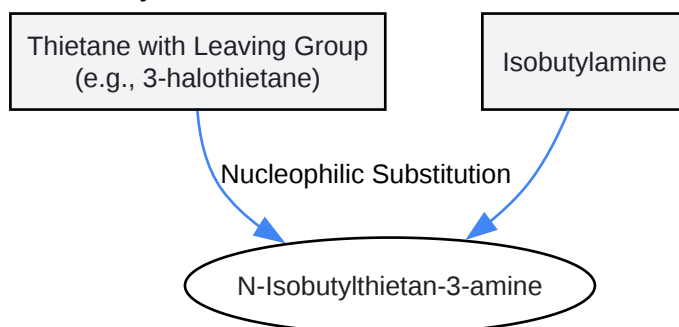 Thietane with Leaving Group
(e.g., 3-halothietane)
Isobutylamine
Nucleophilic Substitution
N-Isobutylthietan-3-amine